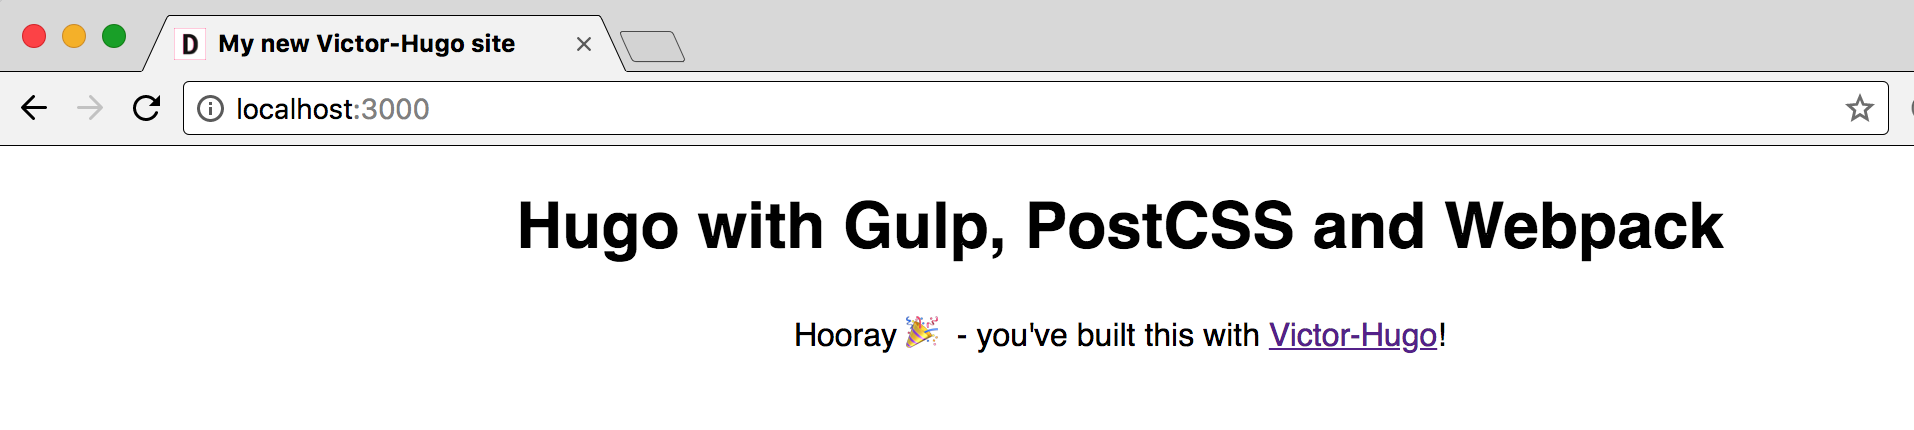 D My new Victor-Hugo site
localhost:3000
Hugo with Gulp, PostCSS and Webpack
Hooray 🎉 - you've built this with Victor-Hugo!